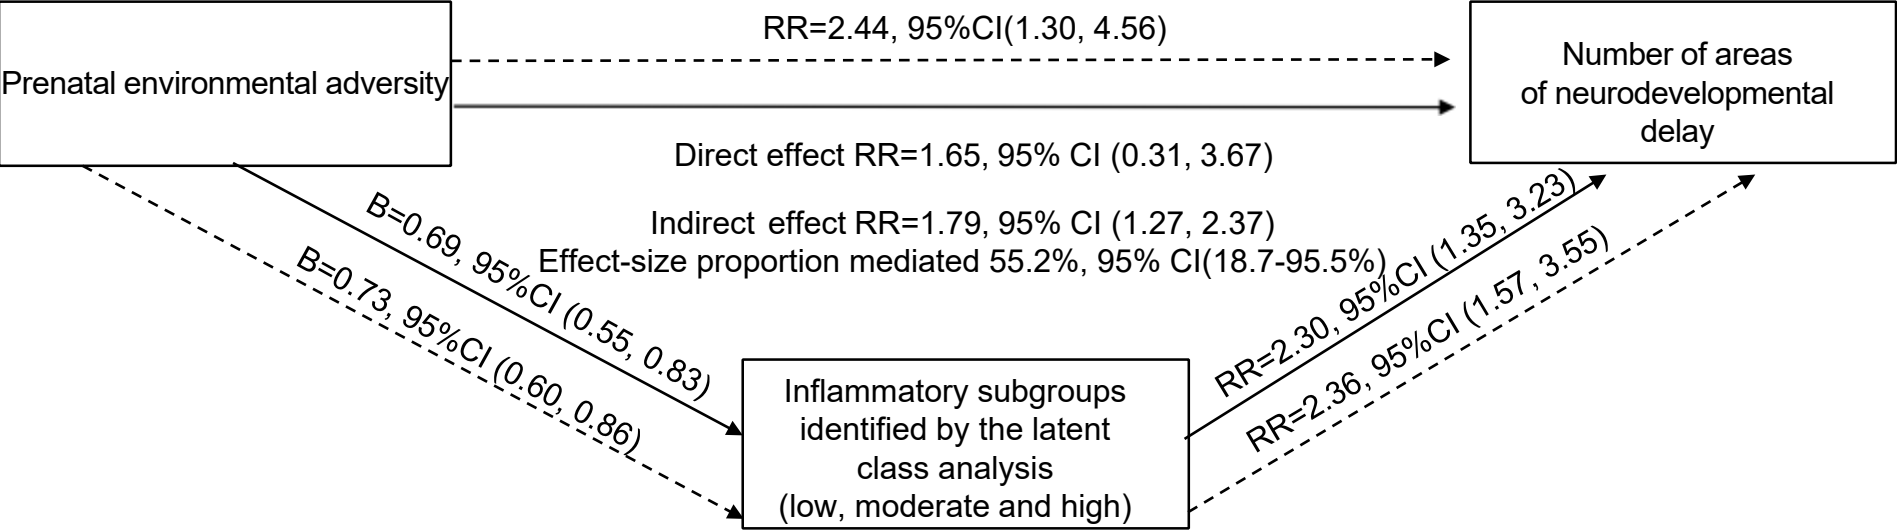 RR=2.44, 95%CI(1.30, 4.56)
Prenatal environmental adversity
Number of areas
of neurodevelopmental
delay
Direct effect RR=1.65, 95% CI (0.31, 3.67)
Indirect effect RR=1.79, 95% CI (1.27, 2.37)
Effect-size proportion mediated 55.2%, 95% CI(18.7-95.5%)
B=0.69, 95%CI (0.55, 0.83)
B=0.73, 95%CI (0.60, 0.86)
RR=2.30, 95%CI (1.35, 3.23)
RR=2.36, 95%CI (1.57, 3.55)
Inflammatory subgroups
identified by the latent
class analysis
(low, moderate and high)